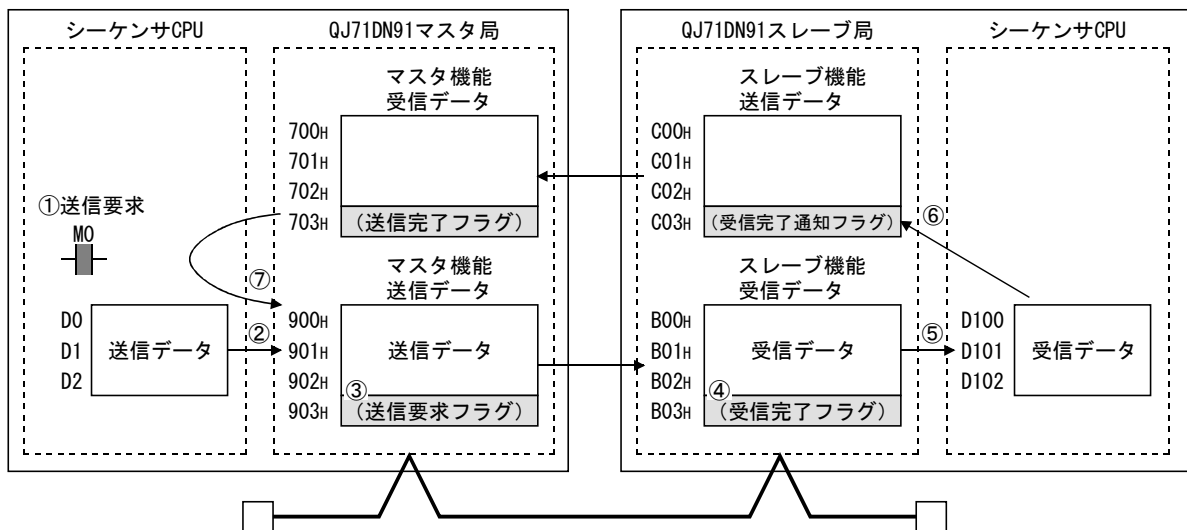 シーケンサCPU
QJ71DN91マスタ局
マスタ機能
受信データ
700H
701H
702H
703H
(送信完了フラグ)
①送信要求
M0
⑦
マスタ機能
送信データ
D0
D1
D2
送信データ
②
900H
901H
902H
903H
送信データ
③
(送信要求フラグ)
QJ71DN91スレーブ局
シーケンサCPU
スレーブ機能
送信データ
C00H
C01H
C02H
C03H
(受信完了通知フラグ)
⑥
スレーブ機能
受信データ
B00H
B01H
B02H
B03H
受信データ
④
(受信完了フラグ)
⑤
D100
D101
D102
受信データ